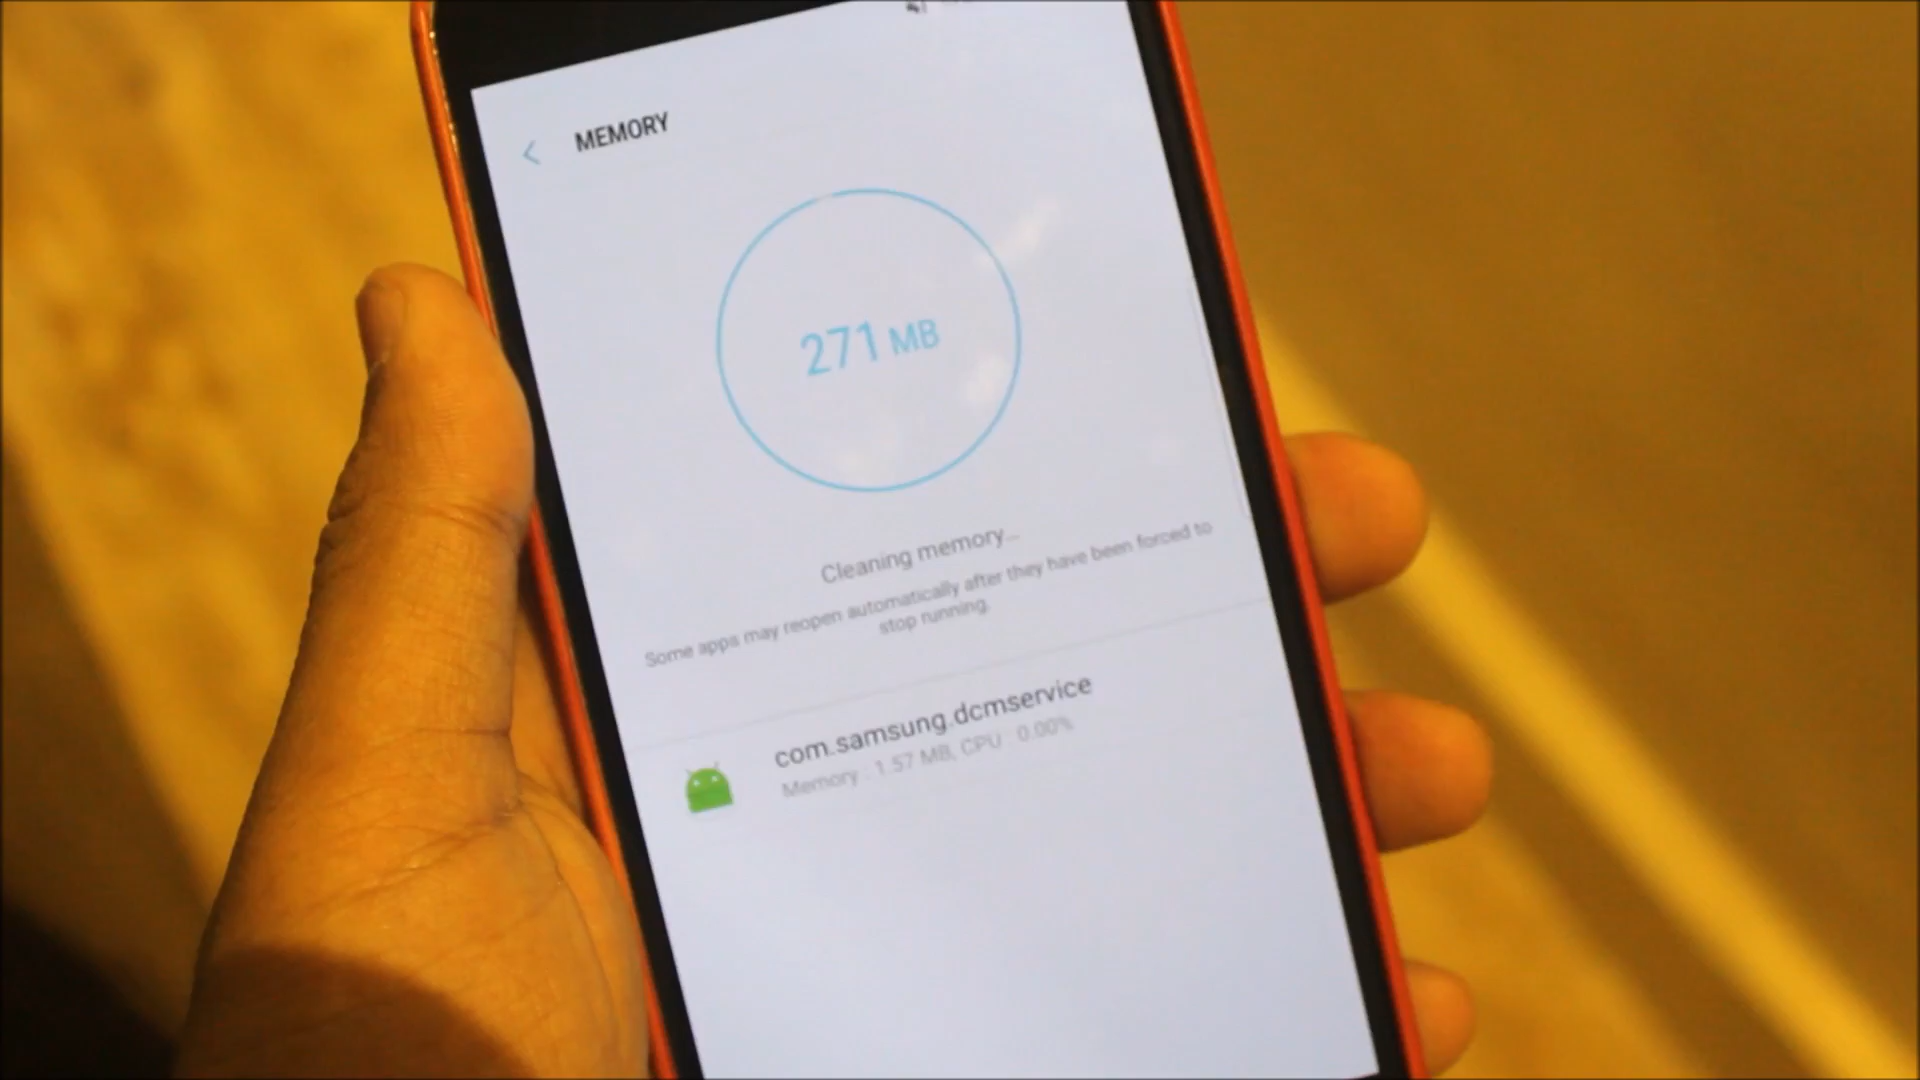 MEMORY
271 MB
Cleaning memory...
Some apps may reopen automatically after they have been forced to
stop running.
com.samsung.dcmservice
Memory : 1.57 MB, CPU : 0.00%